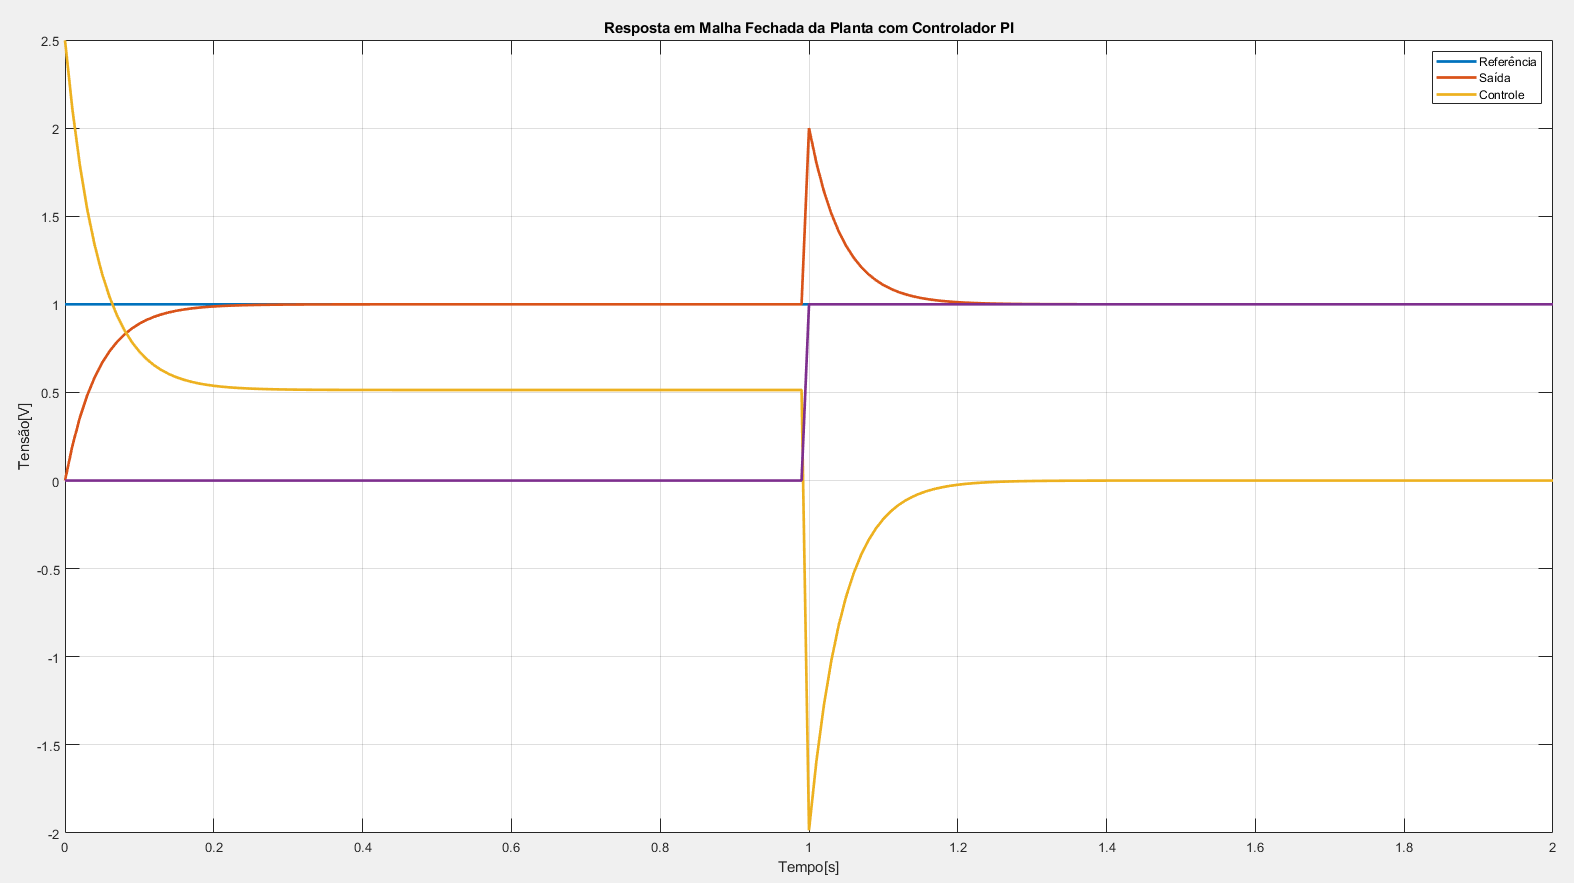 Resposta em Malha Fechada da Planta com Controlador PI
Referência
Saída
Controle
2.5
2
1.5
1
0.5
0
-0.5
-1
-1.5
-2
Tensão[V]
0 0.2 0.4 0.6 0.8 1 1.2 1.4 1.6 1.8 2
Tempo[s]